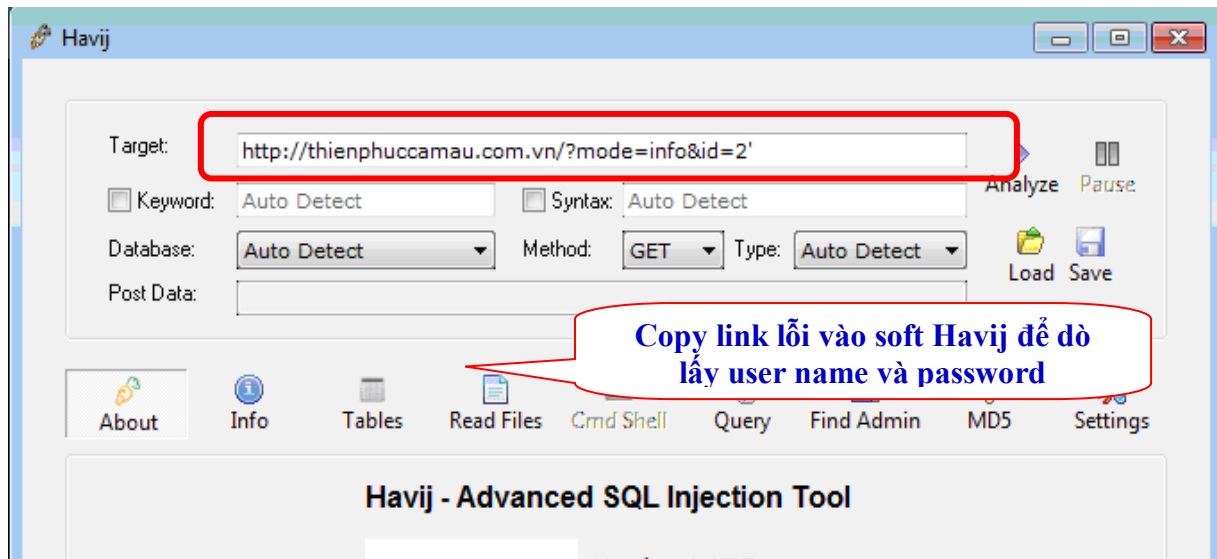 Havij
Target: http://thienphuccamau.com.vn/?mode=info&id=2'
Analyze Pause
Keyword: Auto Detect Syntax: Auto Detect
Database: Auto Detect Method: GET Type: Auto Detect
Load Save
Post Data:
Copy link lỗi vào soft Havij để dò
lấy user name và password
About Info Tables Read Files Cmd Shell Query Find Admin MD5 Settings
Havij - Advanced SQL Injection Tool